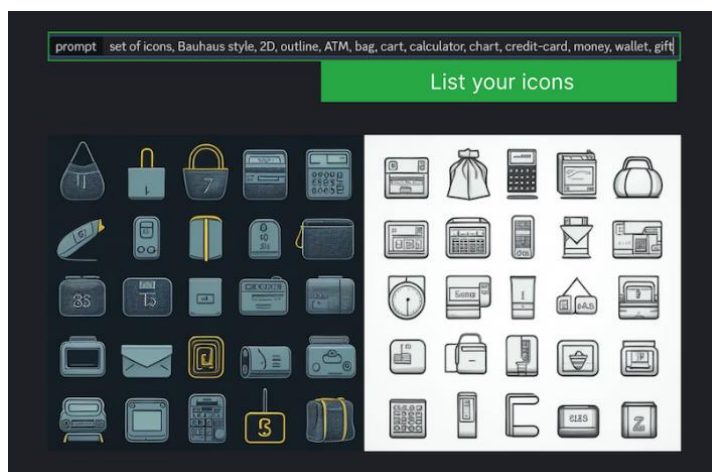 prompt set of icons, Bauhaus style, 2D, outline, ATM, bag, cart, calculator, chart, credit-card, money, wallet, gift
List your icons